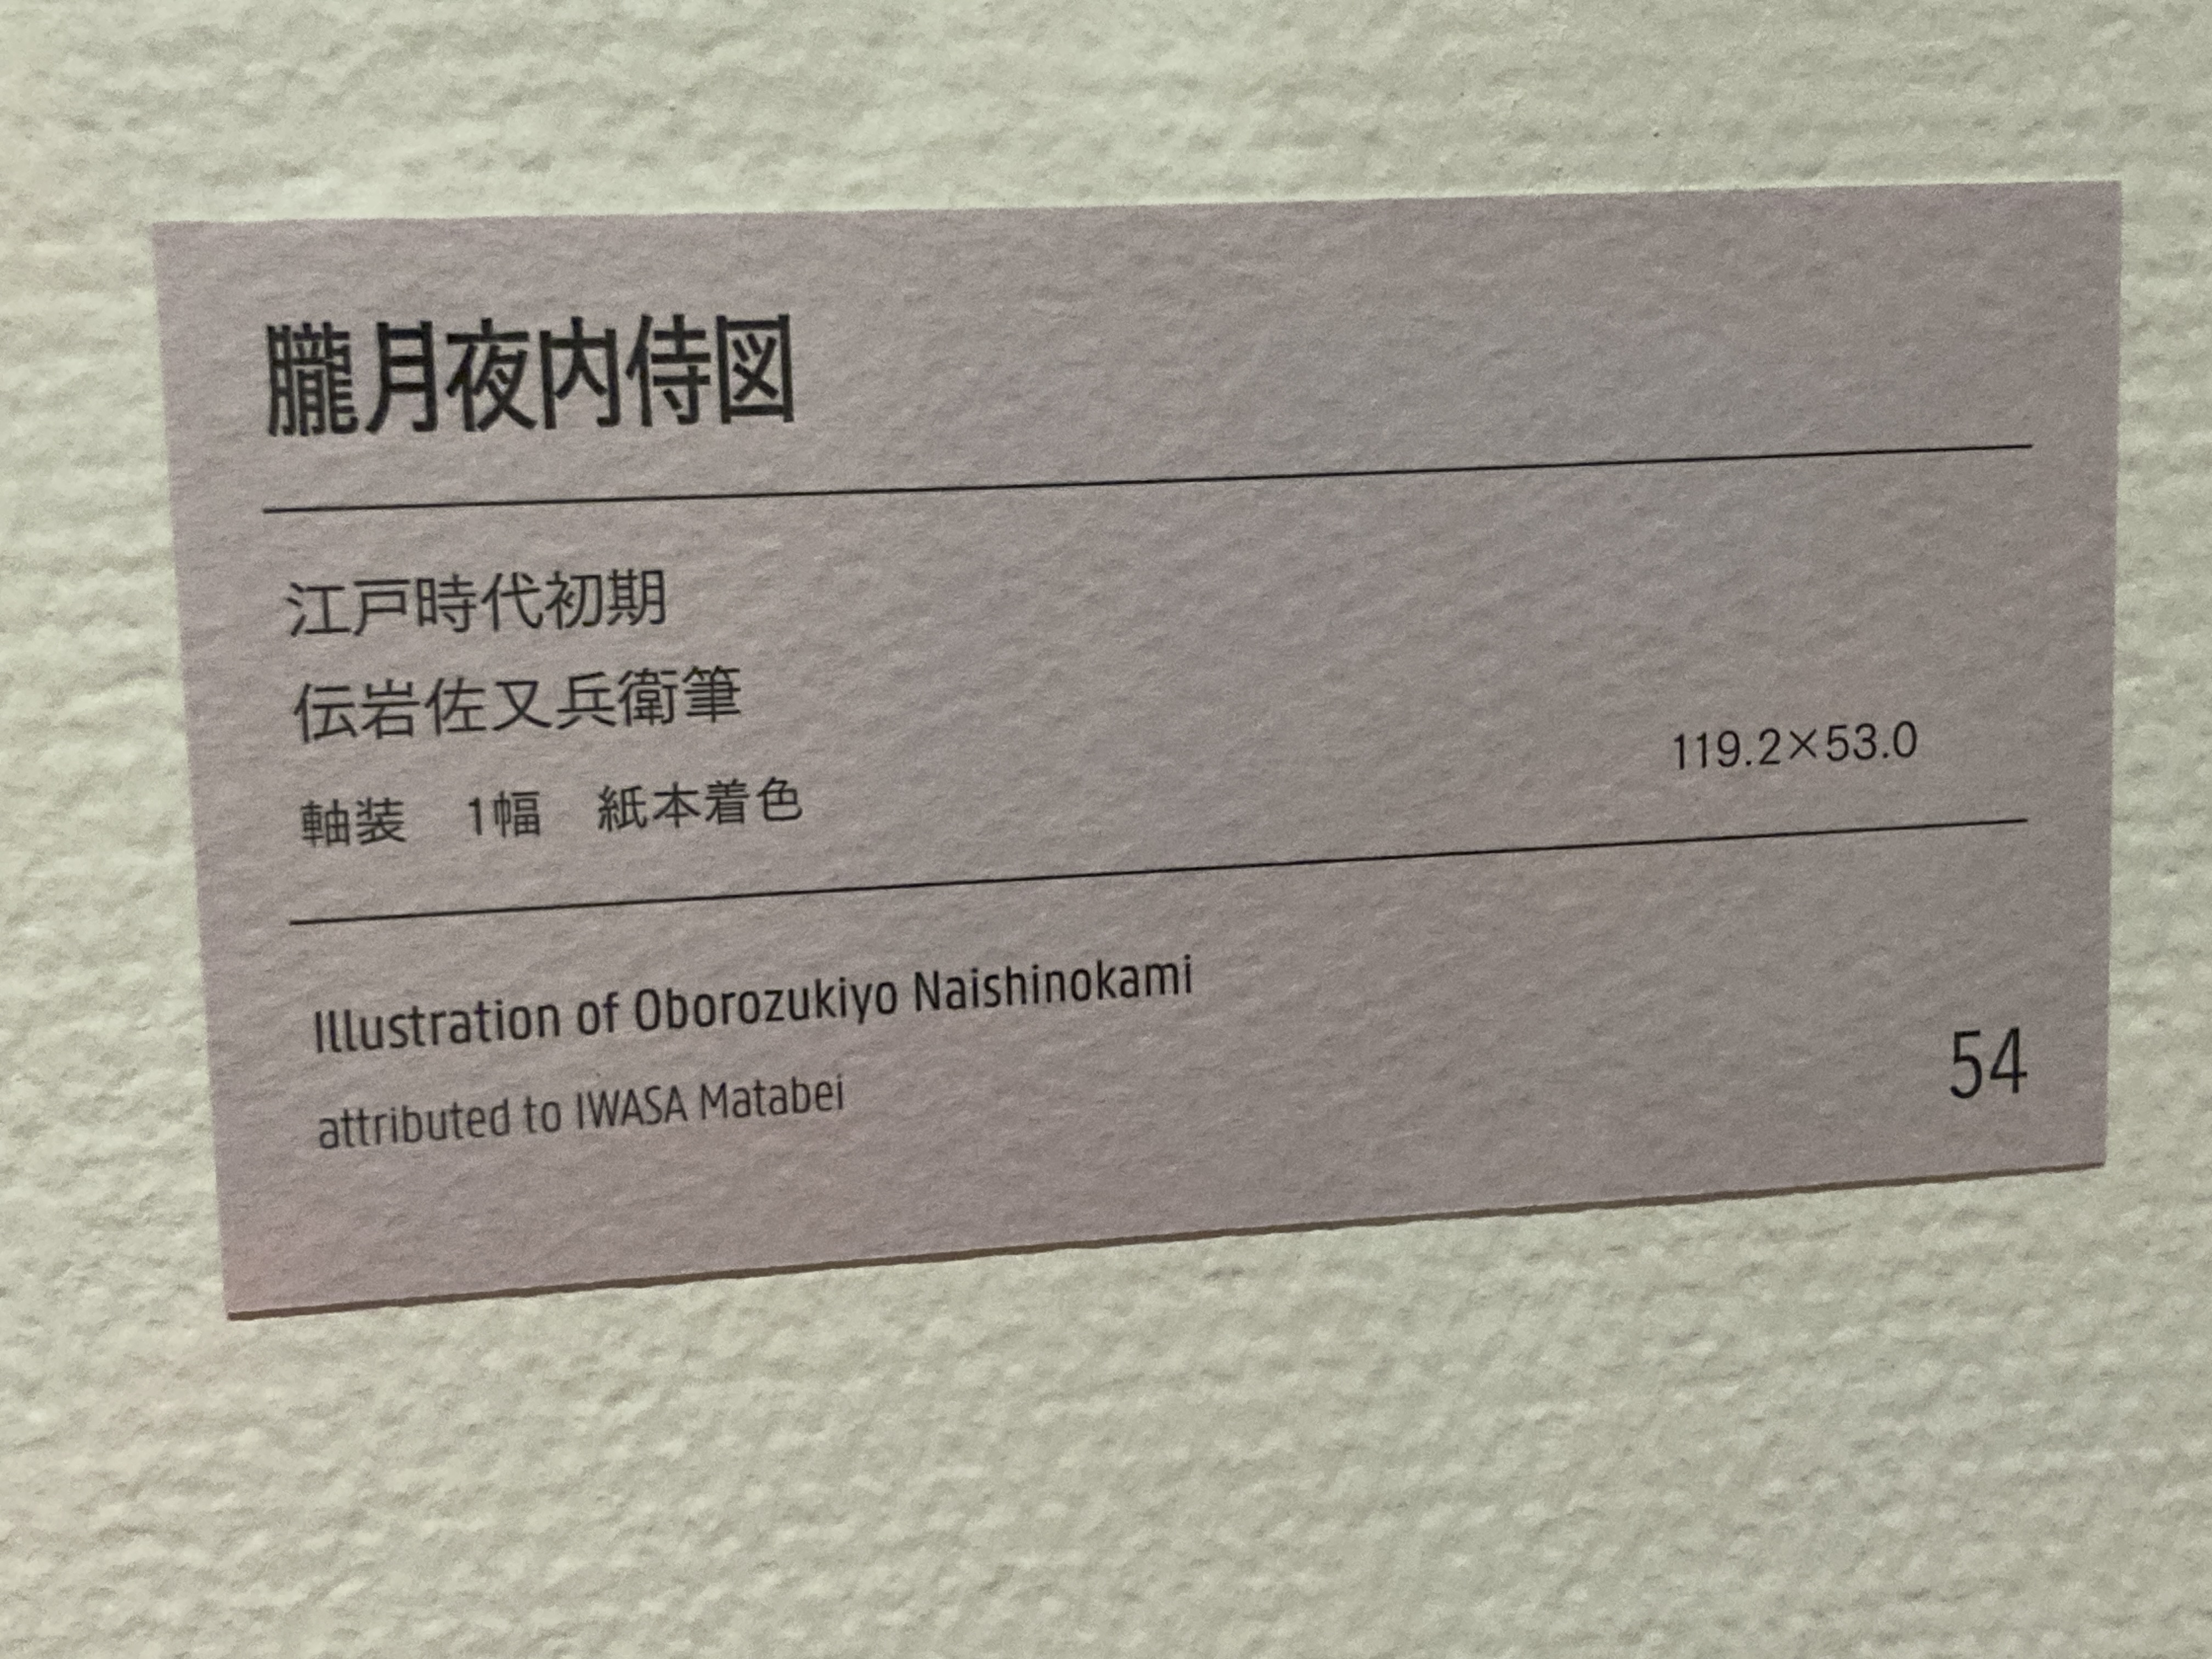 朧月夜内侍図
江戸時代初期
伝岩佐又兵衛筆
軸装　1幅　紙本着色
119.2×53.0
Illustration of Oborozukiyo Naishinokami
attributed to IWASA Matabei
54